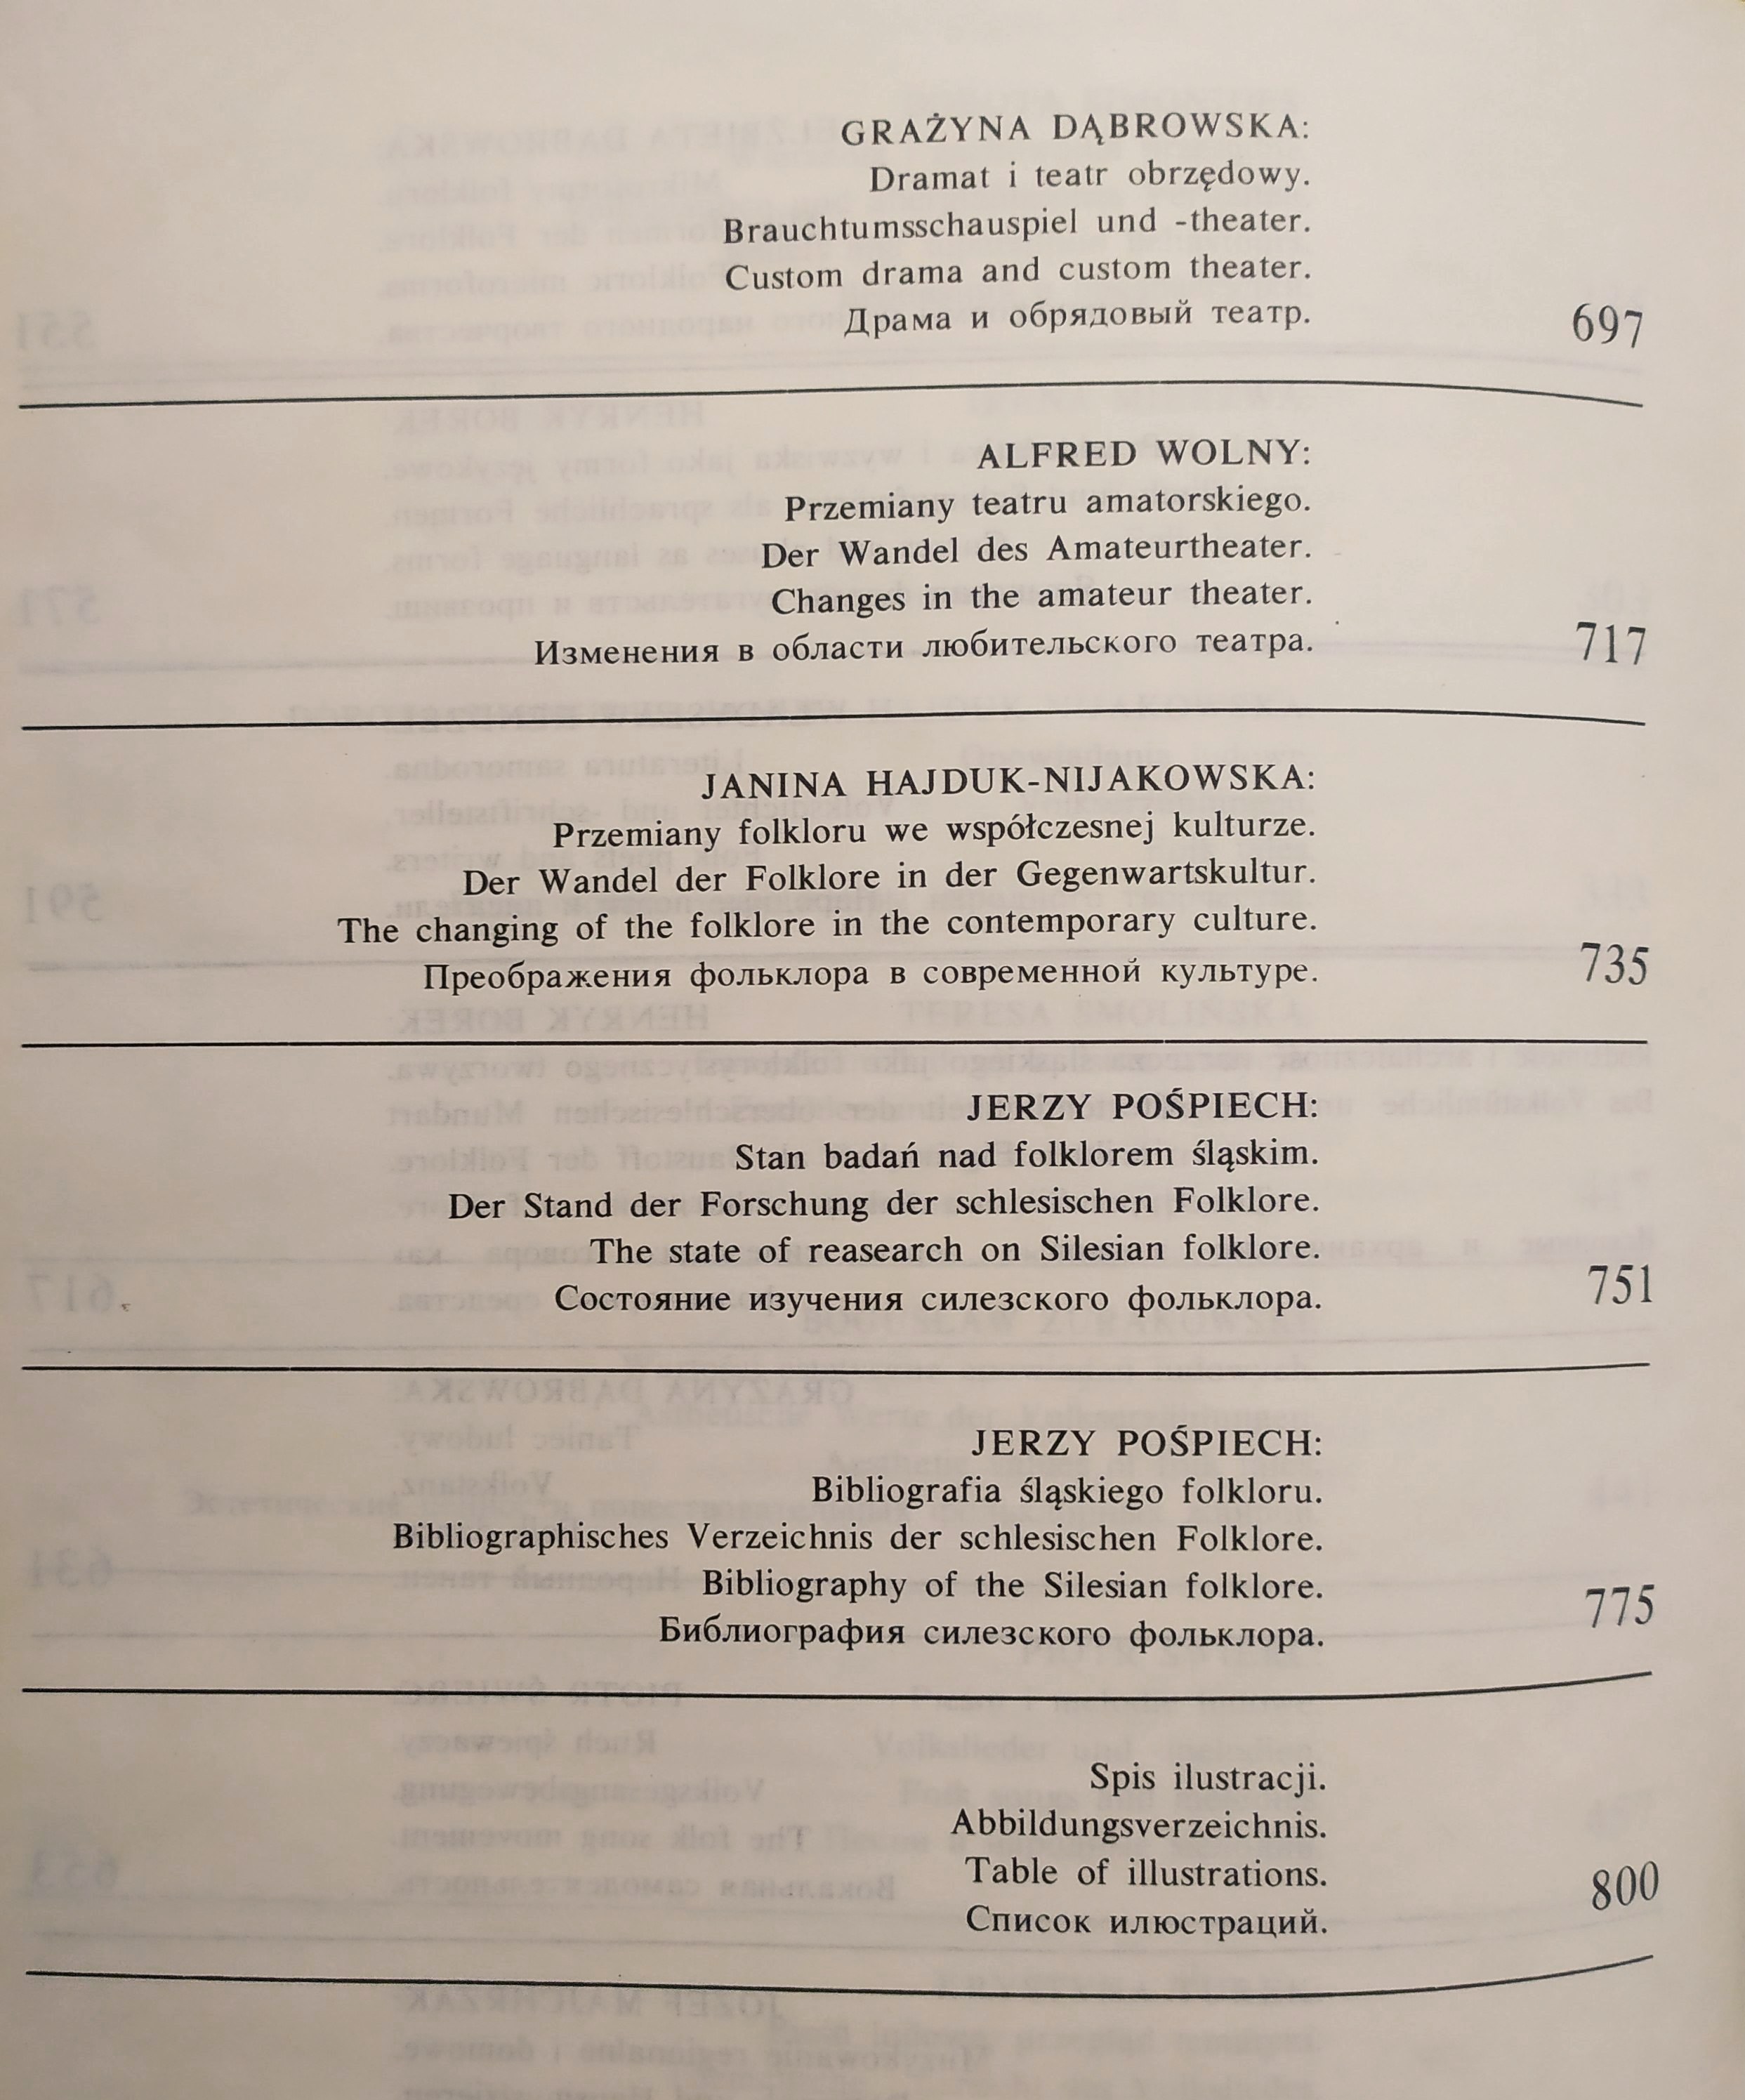 GRAŻYNA DĄBROWSKA:
Dramat i teatr obrzędowy.
Brauchtumsschauspiel und -theater.
Custom drama and custom theater.
Драма и обрядовый театр.
697
ALFRED WOLNY:
Przemiany teatru amatorskiego.
Der Wandel des Amateurtheater.
Changes in the amateur theater.
Изменения в области любительского театра.
717
JANINA HAJDUK-NIJAKOWSKA:
Przemiany folkloru we współczesnej kulturze.
Der Wandel der Folklore in der Gegenwartskultur.
The changing of the folklore in the contemporary culture.
Преображения фольклора в современной культуре.
735
JERZY POŚPIECH:
Stan badań nad folklorem śląskim.
Der Stand der Forschung der schlesischen Folklore.
The state of reasearch on Silesian folklore.
Состояние изучения силезского фольклора.
751
JERZY POŚPIECH:
Bibliografia śląskiego folkloru.
Bibliographisches Verzeichnis der schlesischen Folklore.
Bibliography of the Silesian folklore.
Библиография силезского фольклора.
775
Spis ilustracji.
Abbildungsverzeichnis.
Table of illustrations.
Список илюстраций.
800